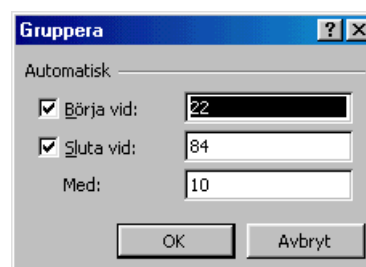 Gruppera ? ×
Automatisk
Börja vid: 22
Sluta vid: 84
Med: 10
OK Avbryt